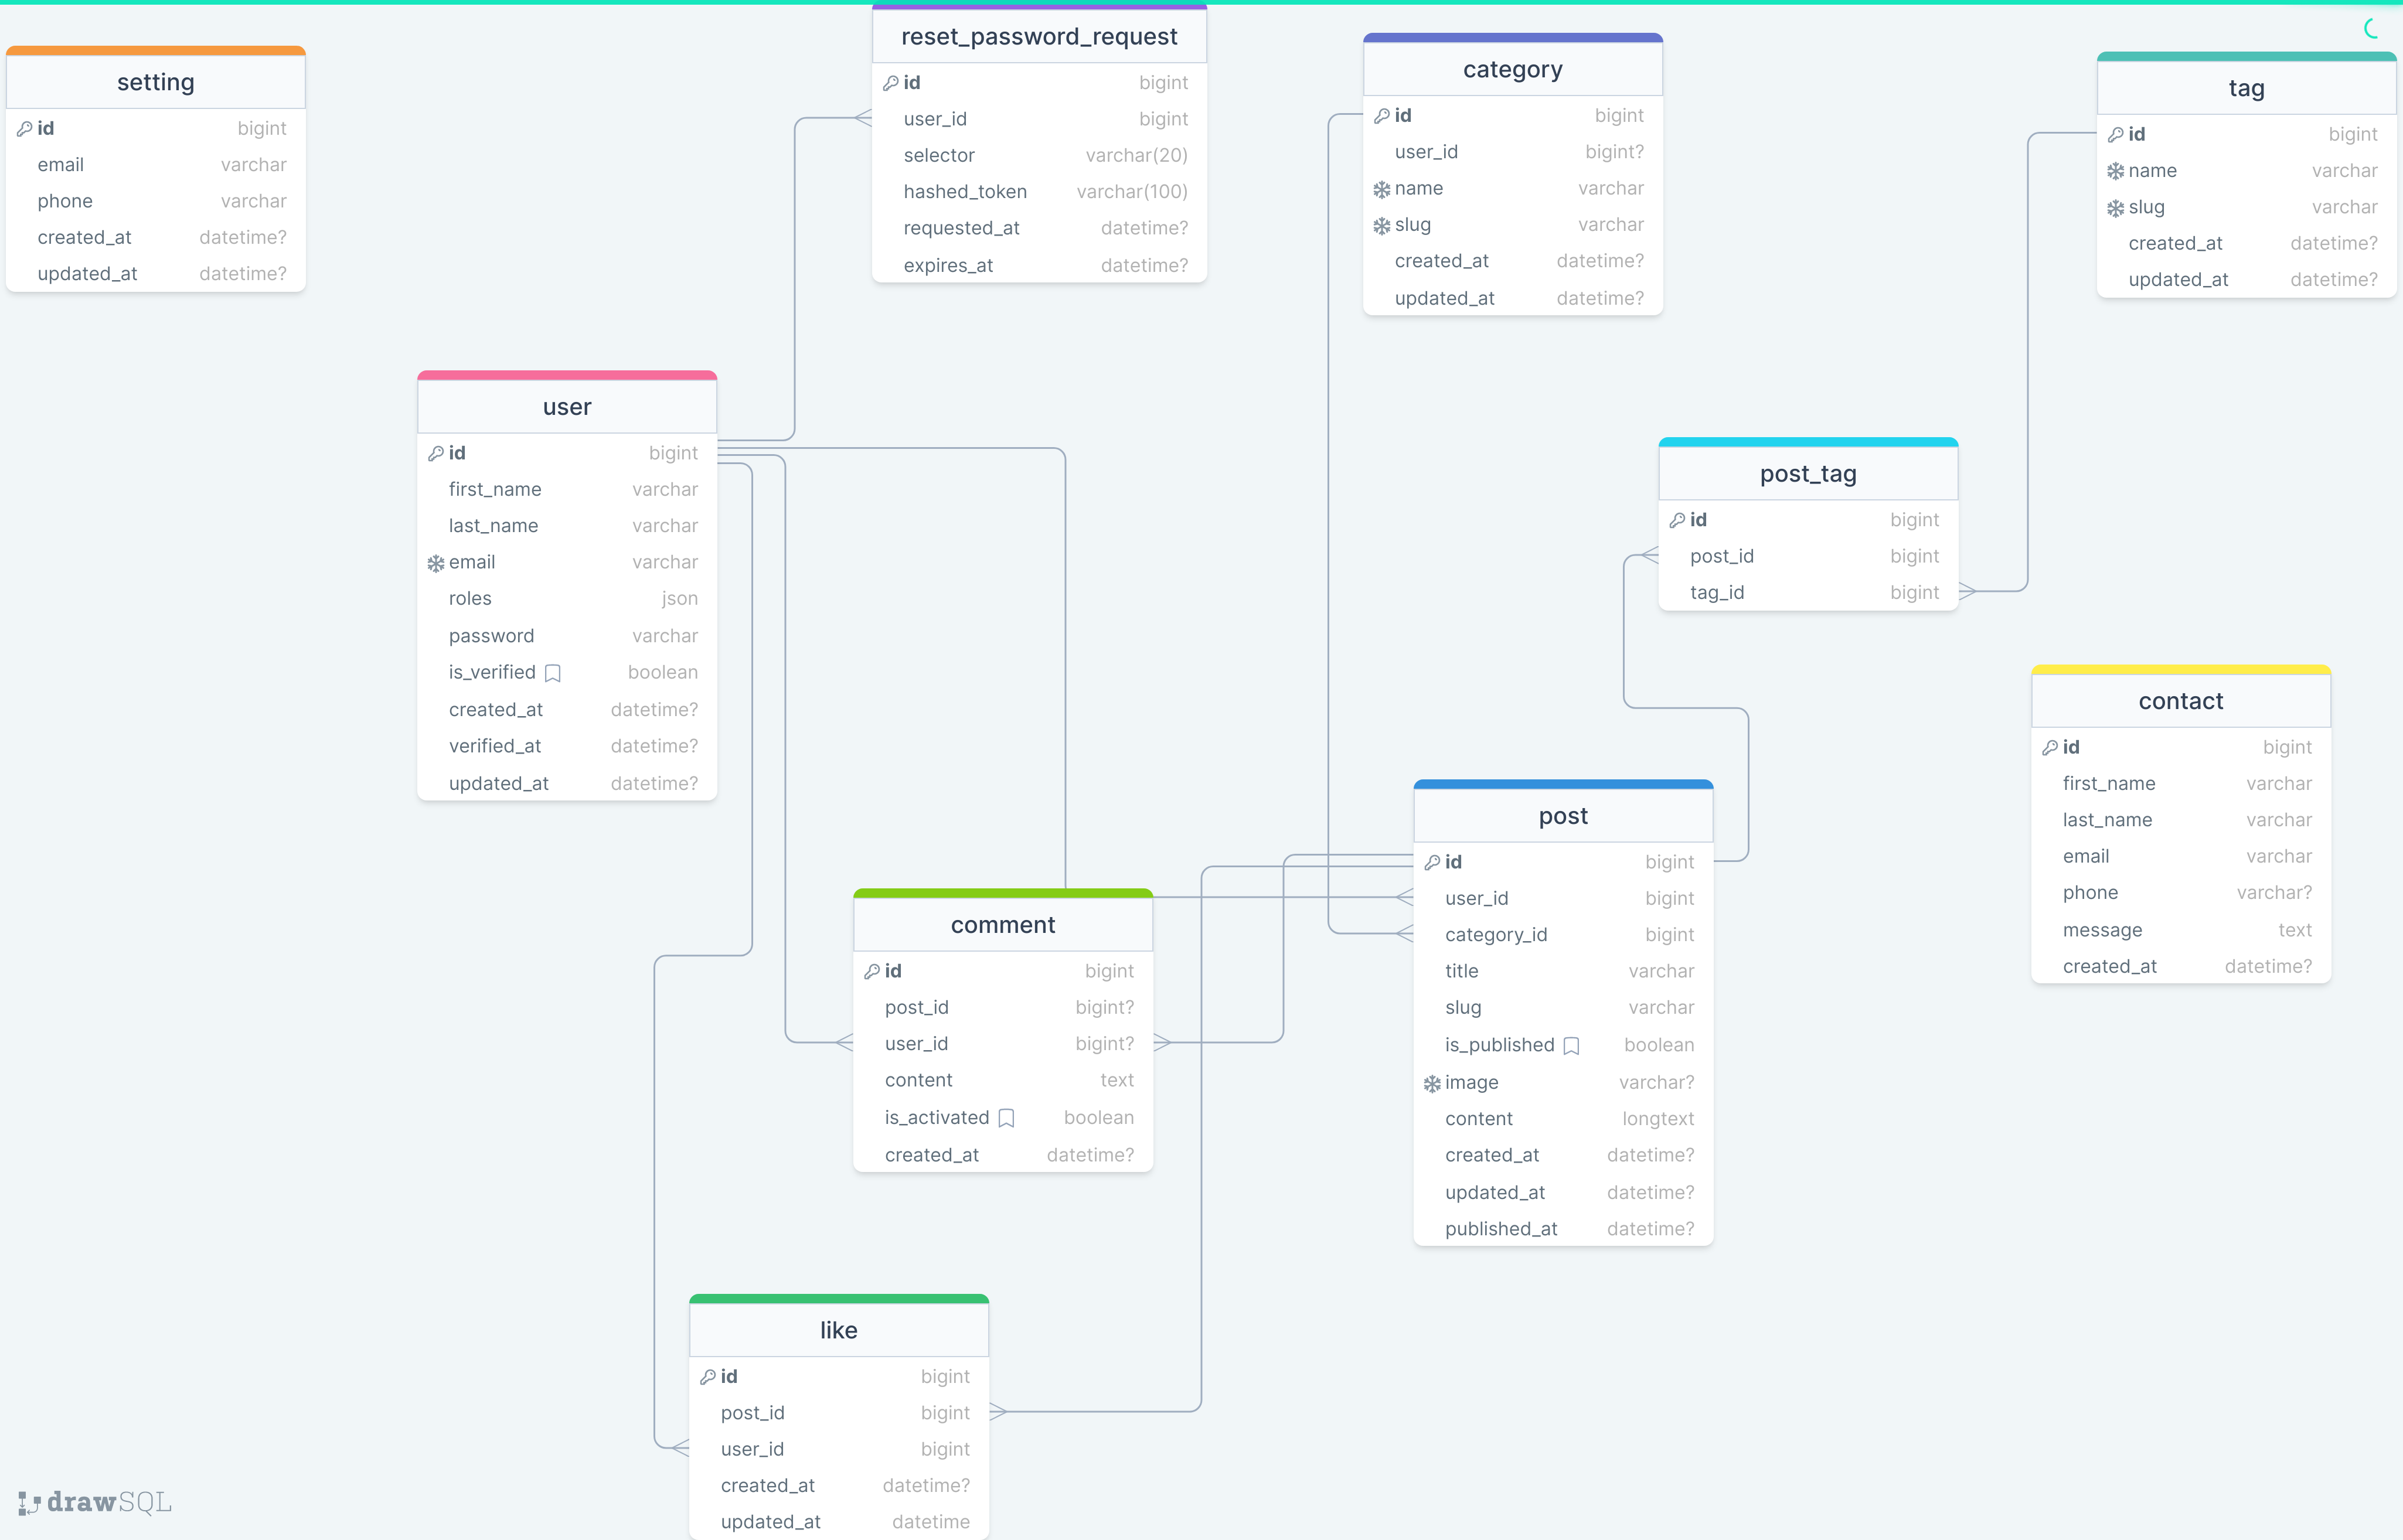 setting
id bigint
email varchar
phone varchar
created_at datetime?
updated_at datetime?
reset_password_request
id bigint
user_id bigint
selector varchar(20)
hashed_token varchar(100)
requested_at datetime?
expires_at datetime?
category
id bigint
user_id bigint?
name varchar
slug varchar
created_at datetime?
updated_at datetime?
tag
id bigint
name varchar
slug varchar
created_at datetime?
updated_at datetime?
user
id bigint
first_name varchar
last_name varchar
email varchar
roles json
password varchar
is_verified boolean
created_at datetime?
verified_at datetime?
updated_at datetime?
post_tag
id bigint
post_id bigint
tag_id bigint
contact
id bigint
first_name varchar
last_name varchar
email varchar
phone varchar?
message text
created_at datetime?
post
id bigint
user_id bigint
category_id bigint
title varchar
slug varchar
is_published boolean
image varchar?
content longtext
created_at datetime?
updated_at datetime?
published_at datetime?
comment
id bigint
post_id bigint?
user_id bigint?
content text
is_activated boolean
created_at datetime?
like
id bigint
post_id bigint
user_id bigint
created_at datetime?
updated_at datetime
drawSQL